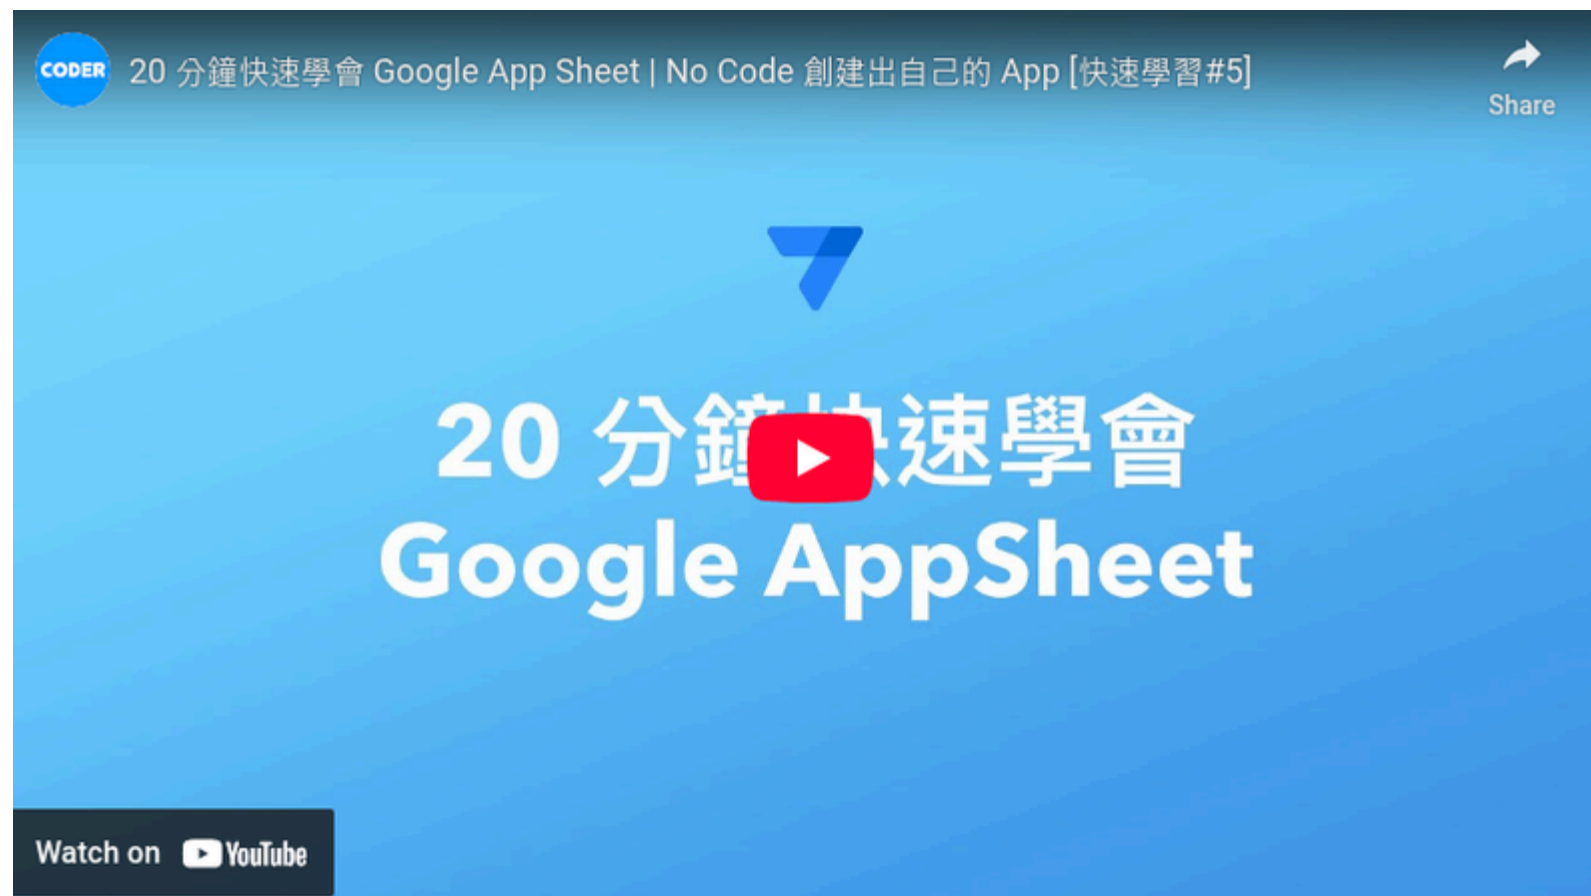 CODER
20 分鐘快速學會 Google App Sheet | No Code 創建出自己的 App [快速學習#5]
Share
20 分鐘快速學會
Google AppSheet
Watch on YouTube